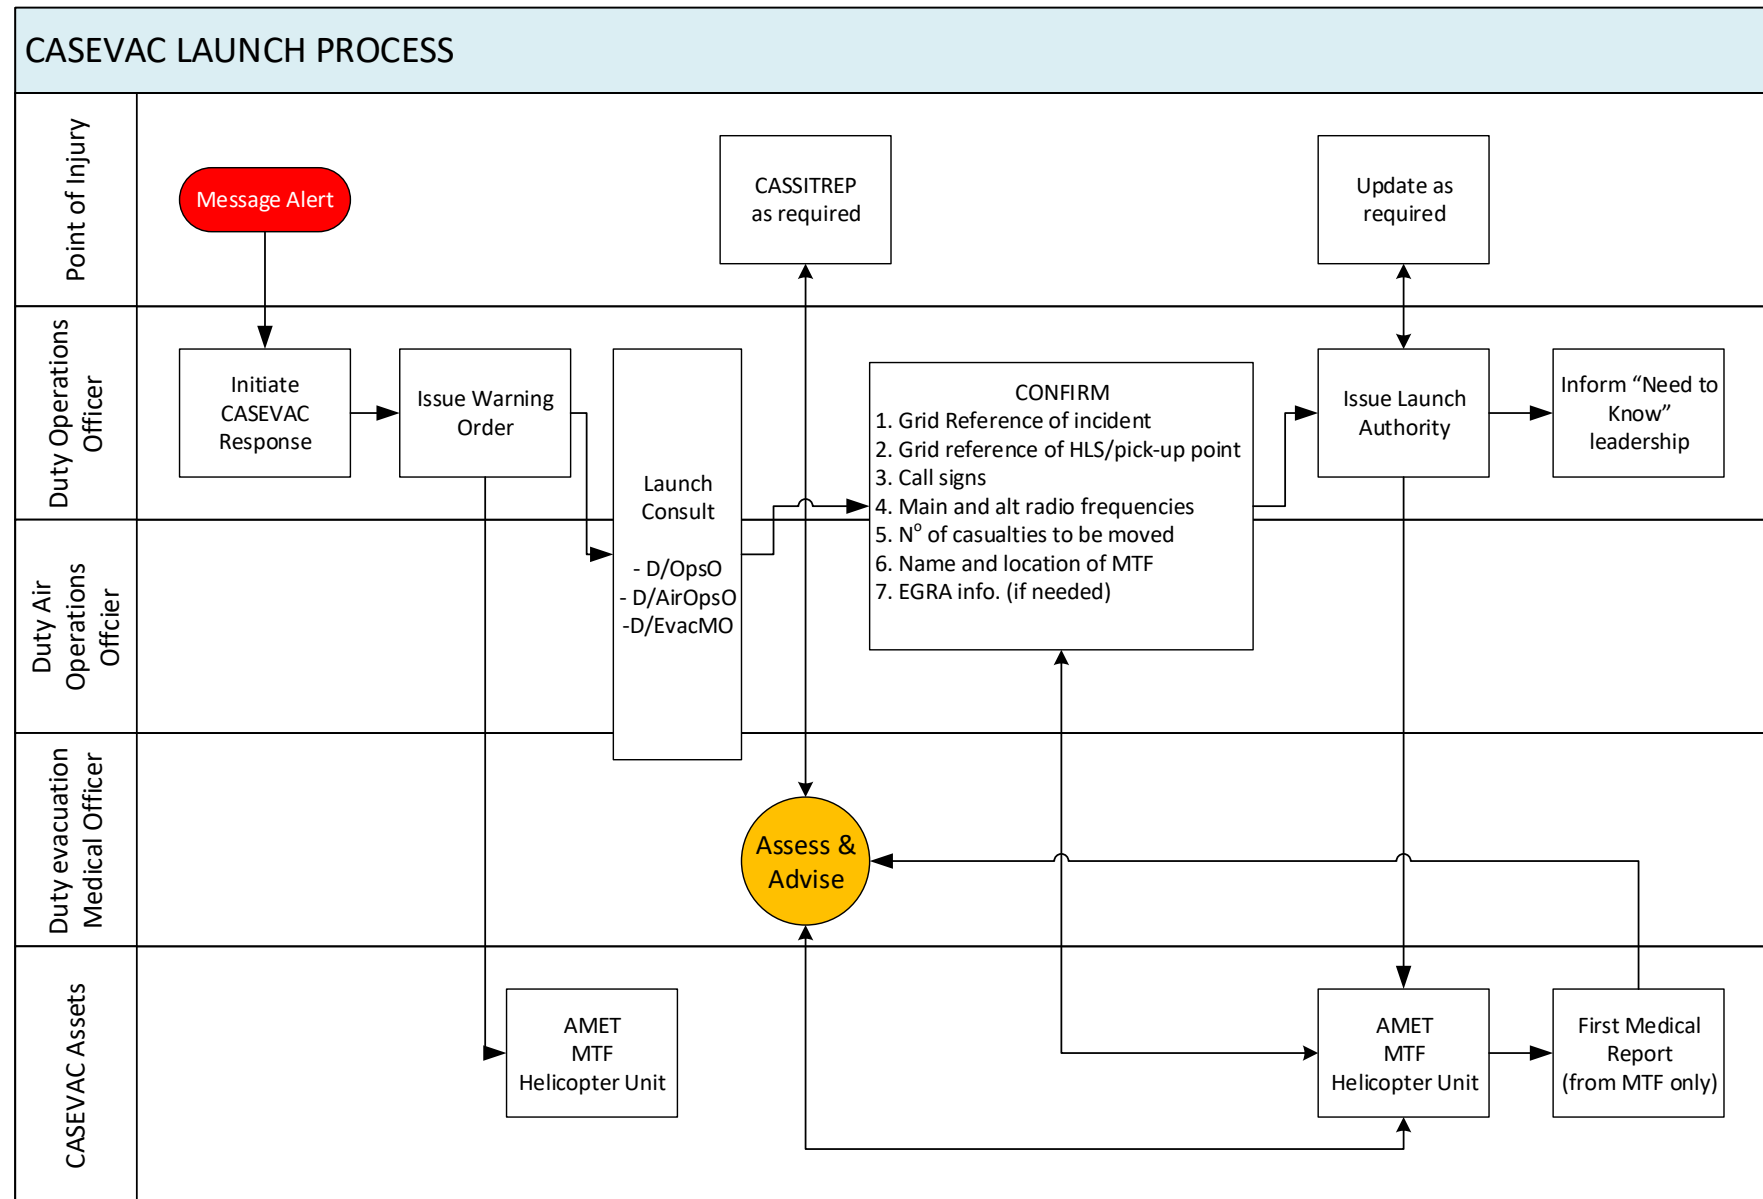 CASEVAC LAUNCH PROCESS
Point of Injury
Message Alert
CASSITREP
as required
Update as
required
Duty Operations
Officer
Initiate
CASEVAC
Response
Issue Warning
Order
Launch
Consult
- D/OpsO
- D/AirOpsO
-D/EvacMO
CONFIRM
1. Grid Reference of incident
2. Grid reference of HLS/pick-up point
3. Call signs
4. Main and alt radio frequencies
5. Nº of casualties to be moved
6. Name and location of MTF
7. EGRA info. (if needed)
Issue Launch
Authority
Inform “Need to
Know”
leadership
Duty Air
Operations
Offcier
Duty evacuation
Medical Officer
Assess &
Advise
CASEVAC Assets
AMET
MTF
Helicopter Unit
AMET
MTF
Helicopter Unit
First Medical
Report
(from MTF only)